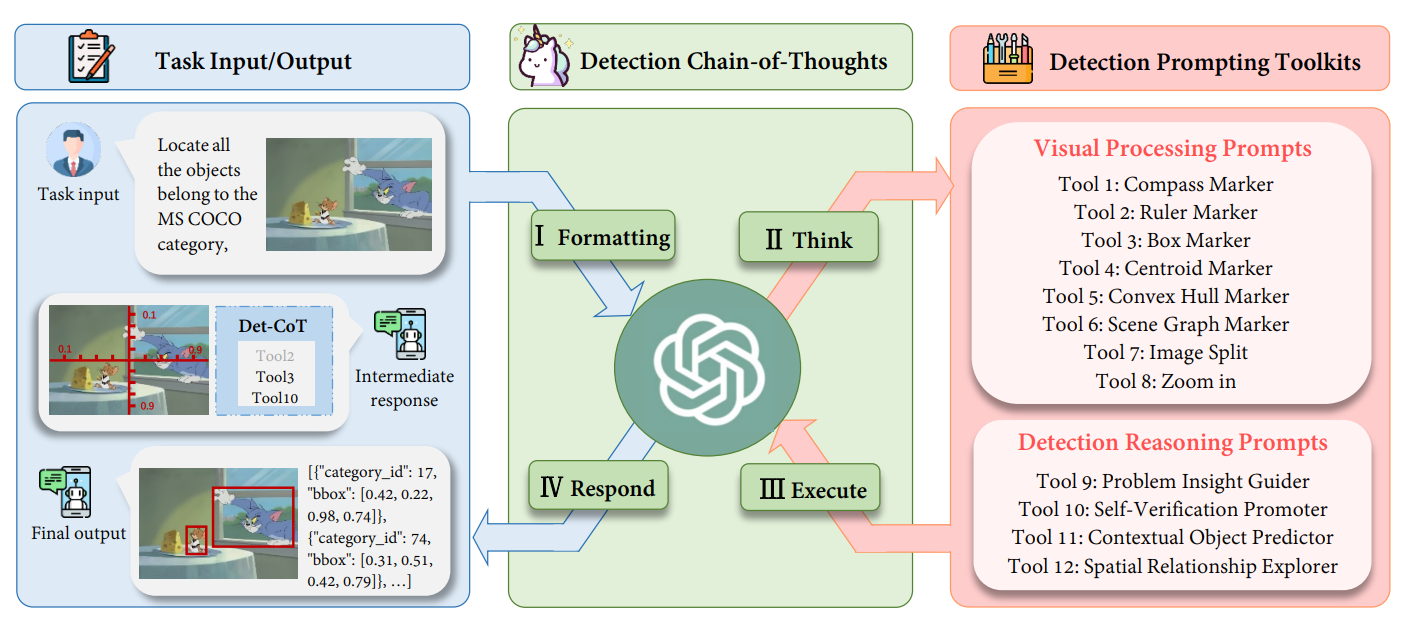 Task Input/Output
Detection Chain-of-Thoughts
Detection Prompting Toolkits
Task input
Locate all
the objects
belong to the
MS COCO
category,
0.1
0.1
0.9
0.9
Det-CoT
Tool2
Tool3
Tool10
Intermediate
response
Final output
[{"category_id": 17,
"bbox": [0.42, 0.22,
0.98, 0.74]},
{"category_id": 74,
"bbox": [0.31, 0.51,
0.42, 0.79]}, …]
Ⅰ Formatting
Ⅱ Think
Ⅳ Respond
Ⅲ Execute
Visual Processing Prompts
Tool 1: Compass Marker
Tool 2: Ruler Marker
Tool 3: Box Marker
Tool 4: Centroid Marker
Tool 5: Convex Hull Marker
Tool 6: Scene Graph Marker
Tool 7: Image Split
Tool 8: Zoom in
Detection Reasoning Prompts
Tool 9: Problem Insight Guider
Tool 10: Self-Verification Promoter
Tool 11: Contextual Object Predictor
Tool 12: Spatial Relationship Explorer